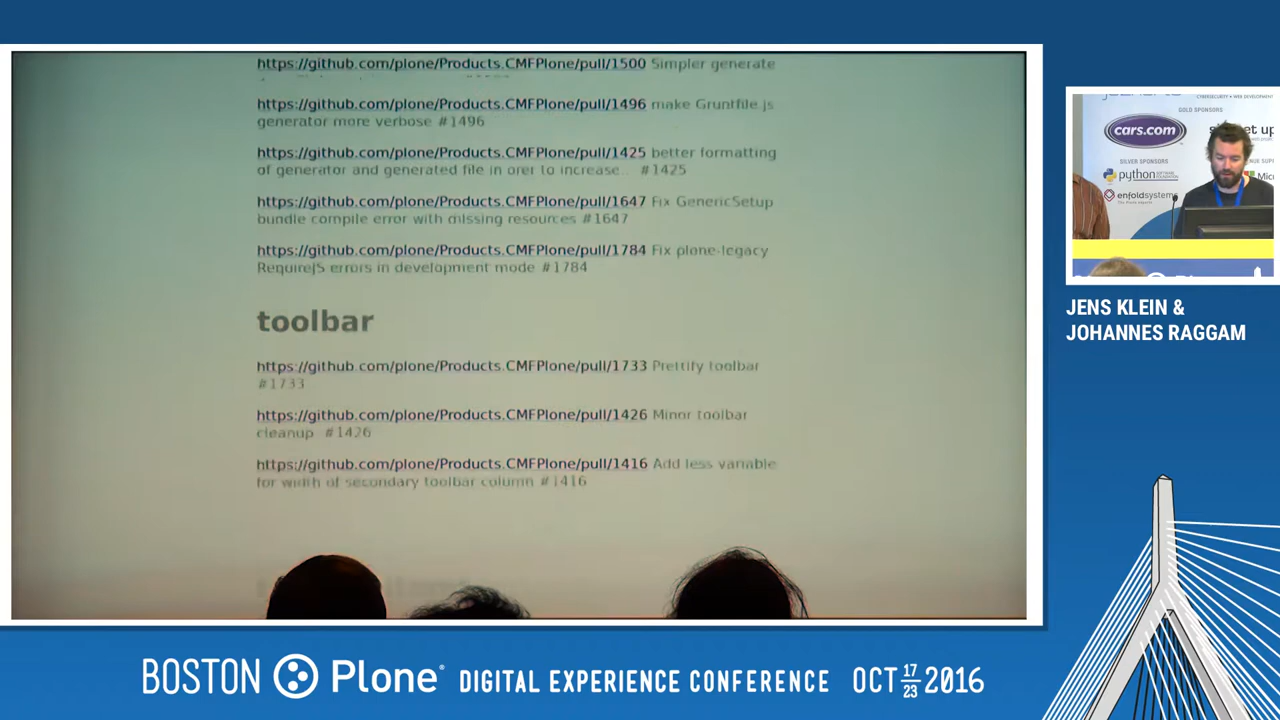 https://github.com/plone/Products.CMFPlone/pull/1500 Simpler generate
https://github.com/plone/Products.CMFPlone/pull/1496 make Gruntfile.js
generator more verbose #1496
https://github.com/plone/Products.CMFPlone/pull/1425 better formatting
of generator and generated file in orer to increase.. #1425
https://github.com/plone/Products.CMFPlone/pull/1647 Fix GenericSetup
bundle compile error with missing resources #1647
https://github.com/plone/Products.CMFPlone/pull/1784 Fix plone-legacy
RequireJS errors in development mode #1784
toolbar
https://github.com/plone/Products.CMFPlone/pull/1733 Prettify toolbar
#1733
https://github.com/plone/Products.CMFPlone/pull/1426 Minor toolbar
cleanup #1426
https://github.com/plone/Products.CMFPlone/pull/1416 Add less variable
for width of secondary toolbar column #1416
GOLD SPONSORS
cars.com
SILVER SPONSORS
python
enfoldsystems
JENS KLEIN &
JOHANNES RAGGAM
BOSTON Plone DIGITAL EXPERIENCE CONFERENCE OCT 17 23 2016